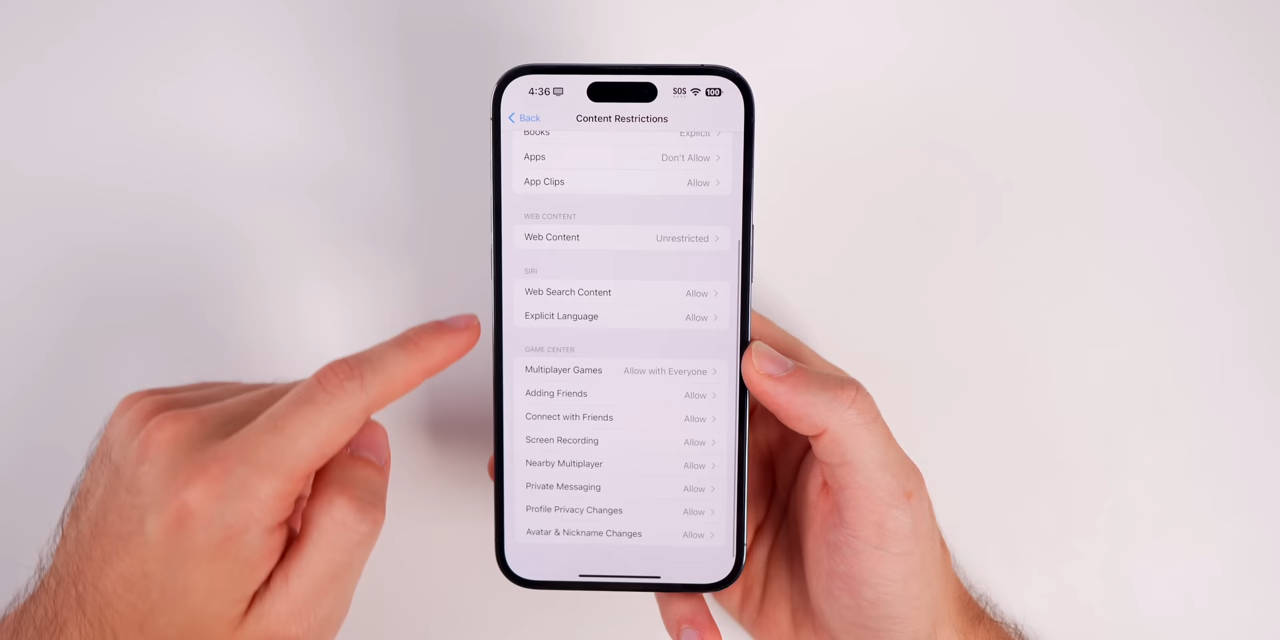 4:36 SOS 100
Back Content Restrictions
Books Explicit
Apps Don't Allow
App Clips Allow
WEB CONTENT
Web Content Unrestricted
SIRI
Web Search Content Allow
Explicit Language Allow
GAME CENTER
Multiplayer Games Allow with Everyone
Adding Friends Allow
Connect with Friends Allow
Screen Recording Allow
Nearby Multiplayer Allow
Private Messaging Allow
Profile Privacy Changes Allow
Avatar & Nickname Changes Allow